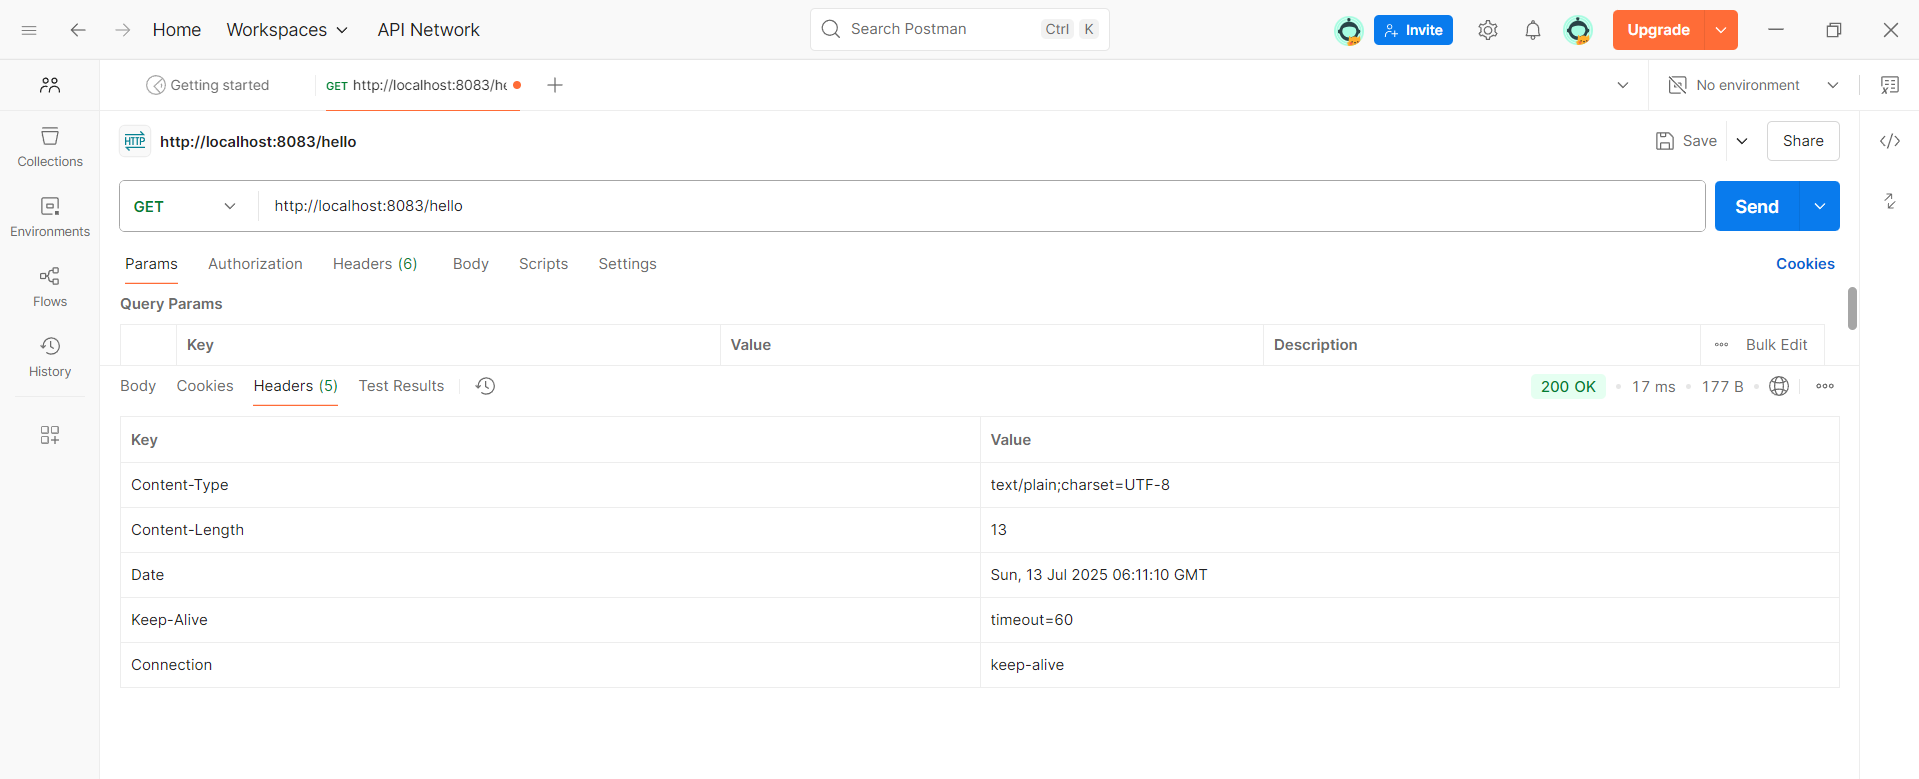 Home Workspaces API Network Search Postman Ctrl K Invite Upgrade
Getting started GET http://localhost:8083/he No environment
HTTP http://localhost:8083/hello Save Share
Collections
Environments
Flows
History
GET http://localhost:8083/hello Send
Params Authorization Headers (6) Body Scripts Settings Cookies
Query Params
Key Value Description Bulk Edit
Body Cookies Headers (5) Test Results 200 OK • 17 ms • 177 B •
Key Value
Content-Type text/plain;charset=UTF-8
Content-Length 13
Date Sun, 13 Jul 2025 06:11:10 GMT
Keep-Alive timeout=60
Connection keep-alive